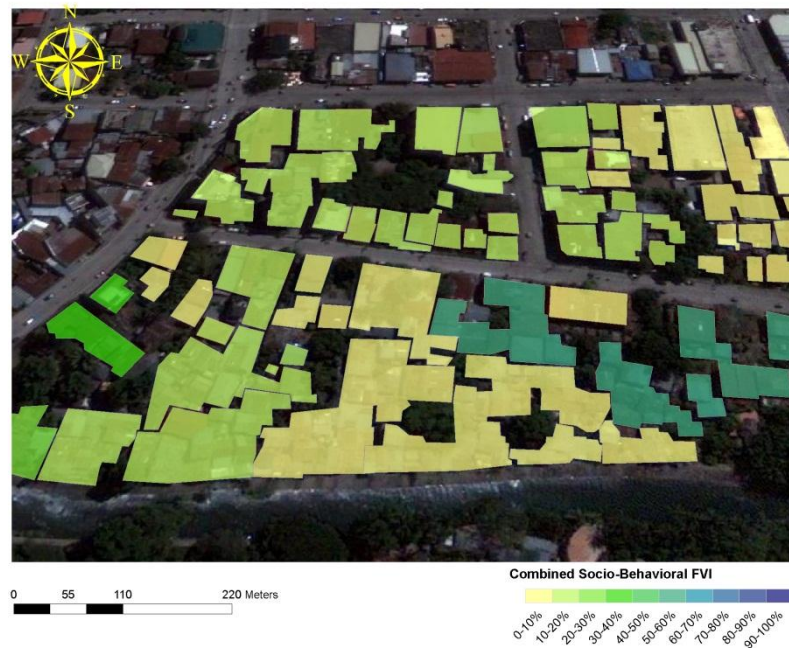 N
W E
S
0 55 110 220 Meters
Combined Socio-Behavioral FVI
0-10% 10-20% 20-30% 30-40% 40-50% 50-60% 60-70% 70-80% 80-90% 90-100%